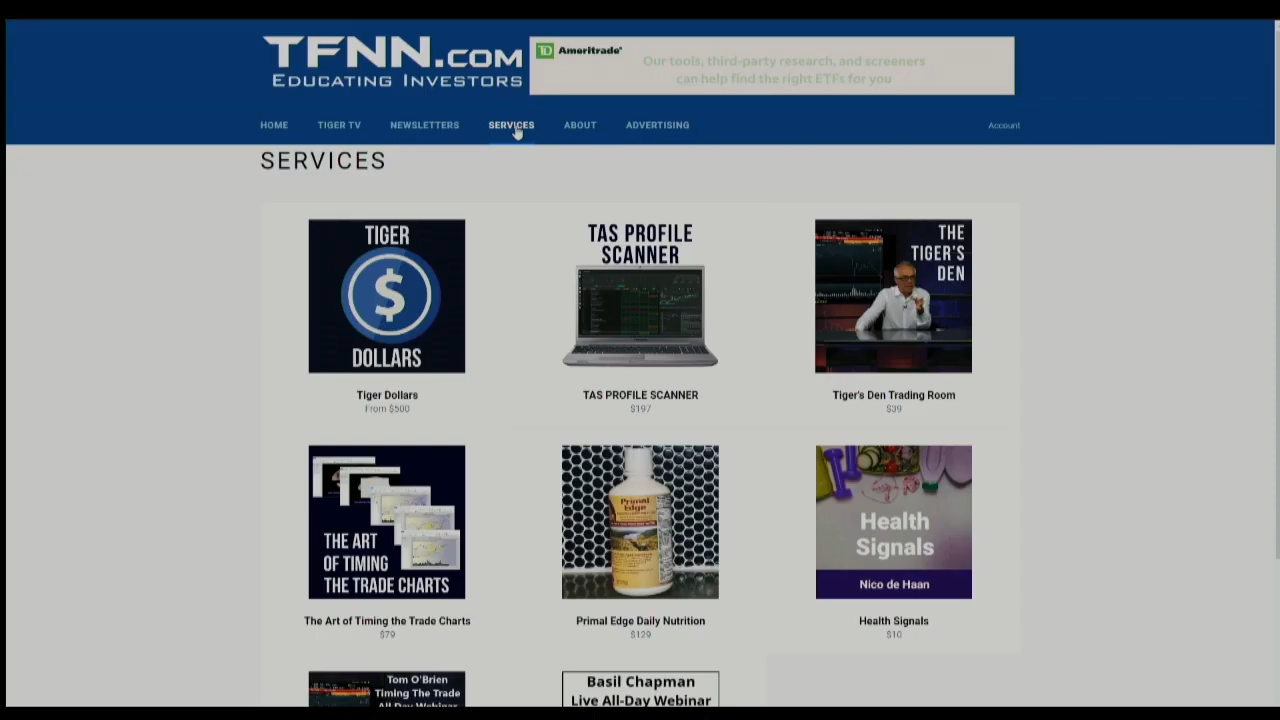 TFNN.COM
EDUCATING INVESTORS
TD Ameritrade
Our tools, third-party research, and screeners
can help find the right ETFs for you
HOME TIGER TV NEWSLETTERS SERVICES ABOUT ADVERTISING Account
SERVICES
TIGER
$
DOLLARS
TAS PROFILE
SCANNER
THE
TIGER'S
DEN
Tiger Dollars
From $500
TAS PROFILE SCANNER
$197
Tiger's Den Trading Room
$39
THE ART
OF TIMING
THE TRADE CHARTS
Primal
Edge
Health
Signals
Nico de Haan
The Art of Timing the Trade Charts
$79
Primal Edge Daily Nutrition
$129
Health Signals
$10
Tom O'Brien
Timing The Trade
All-Day Webinar
Basil Chapman
Live All-Day Webinar